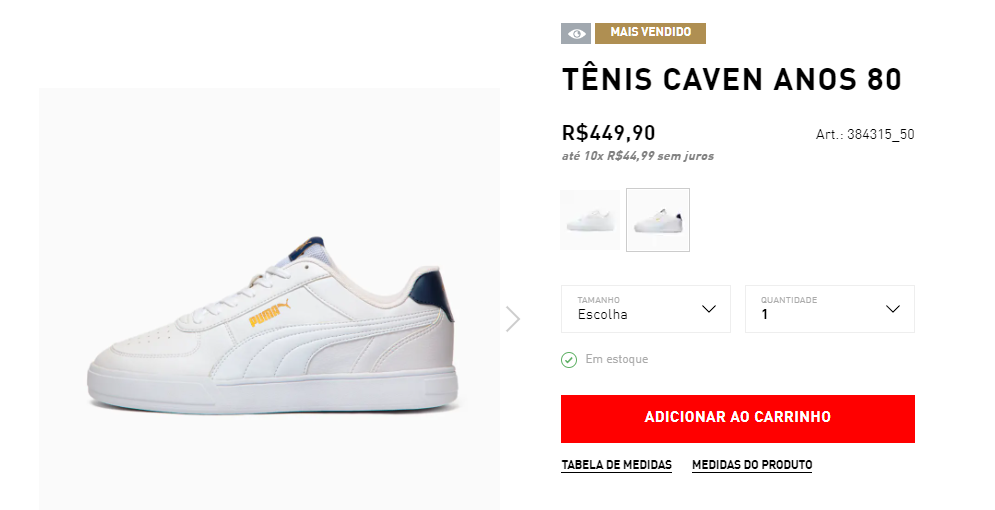 MAIS VENDIDO
TÊNIS CAVEN ANOS 80
R$449,90
Art.: 384315_50
até 10x R$44,99 sem juros
PUMA
TAMANHO
Escolha
QUANTIDADE
1
Em estoque
ADICIONAR AO CARRINHO
TABELA DE MEDIDAS
MEDIDAS DO PRODUTO